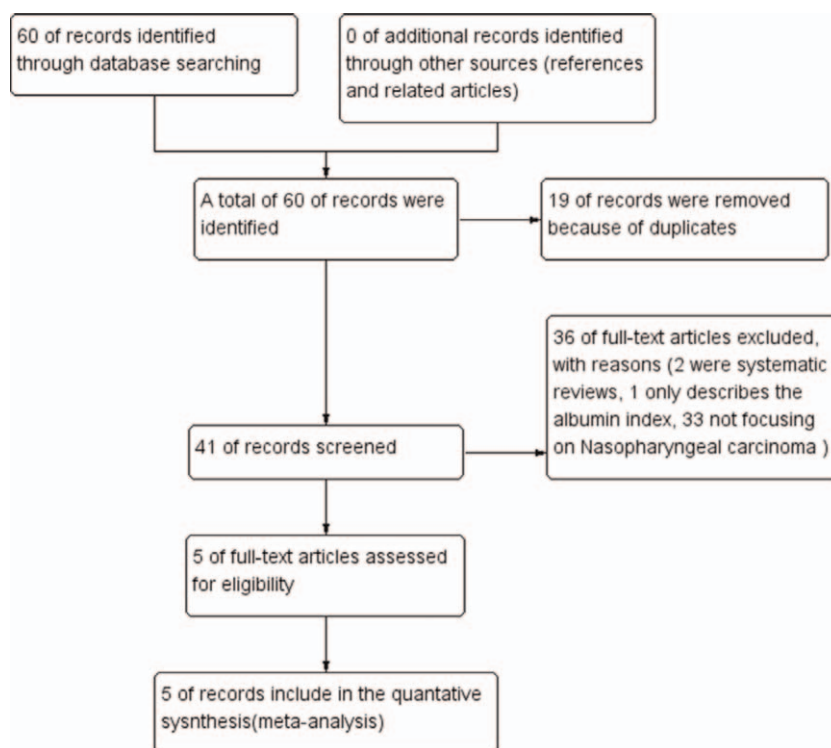 60 of records identified
through database searching
0 of additional records identified
through other sources (references
and related articles)
A total of 60 of records were
identified
19 of records were removed
because of duplicates
36 of full-text articles excluded,
with reasons (2 were systematic
reviews, 1 only describes the
albumin index, 33 not focusing
on Nasopharyngeal carcinoma )
41 of records screened
5 of full-text articles assessed
for eligibility
5 of records include in the quantative
sysnthesis(meta-analysis)